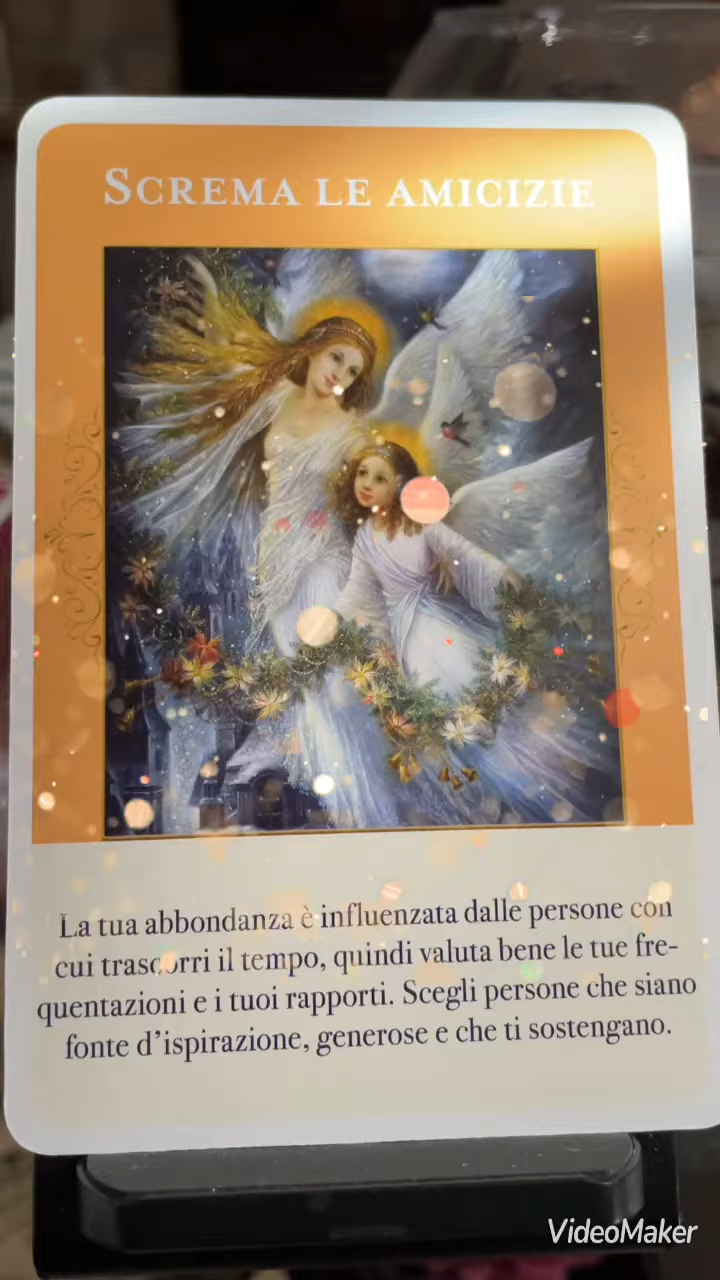 SCREMA LE AMICIZIE
La tua abbondanza è influenzata dalle persone con
cui trascorri il tempo, quindi valuta bene le tue fre-
quentazioni e i tuoi rapporti. Scegli persone che siano
fonte d'ispirazione, generose e che ti sostengano.
VideoMaker